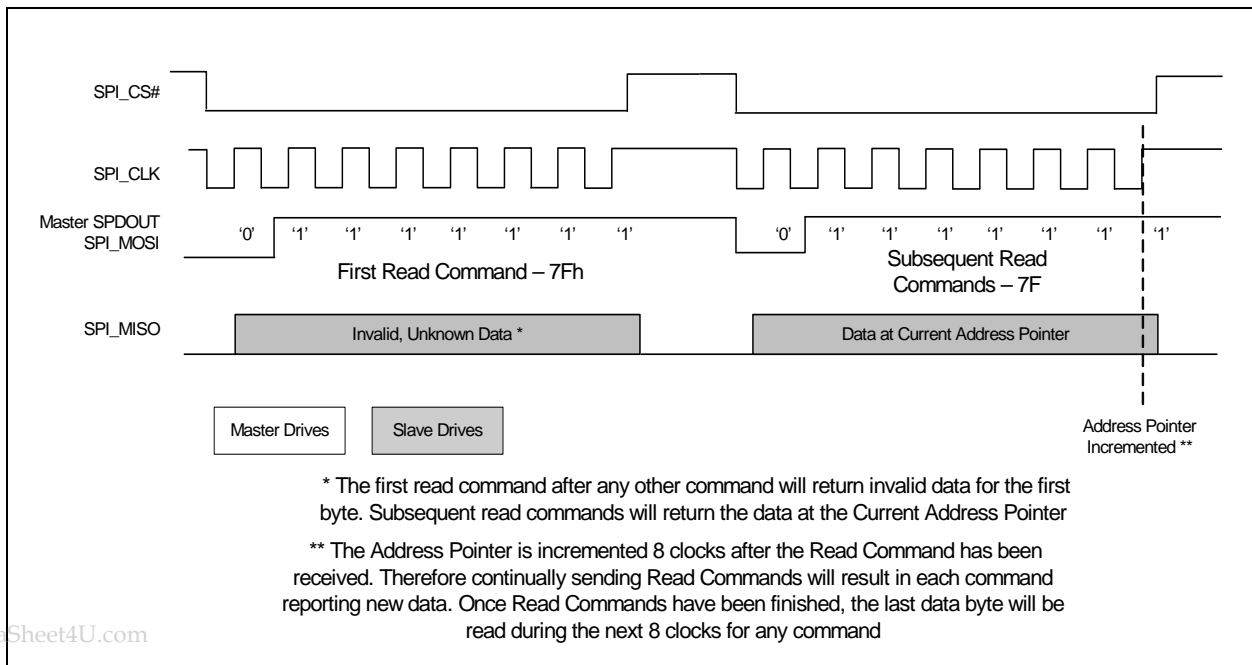 SPI_CS#
SPI_CLK
Master SPDOUT
SPI_MOSI
‘0’ ‘1’ ‘1’ ‘1’ ‘1’ ‘1’ ‘1’ ‘1’ ‘0’ ‘1’ ‘1’ ‘1’ ‘1’ ‘1’ ‘1’ ‘1’
First Read Command – 7Fh
Subsequent Read
Commands – 7F
SPI_MISO
Invalid, Unknown Data *
Data at Current Address Pointer
Master Drives
Slave Drives
Address Pointer
Incremented **
* The first read command after any other command will return invalid data for the first
byte. Subsequent read commands will return the data at the Current Address Pointer
** The Address Pointer is incremented 8 clocks after the Read Command has been
received. Therefore continually sending Read Commands will result in each command
reporting new data. Once Read Commands have been finished, the last data byte will be
read during the next 8 clocks for any command
aSheet4U.com